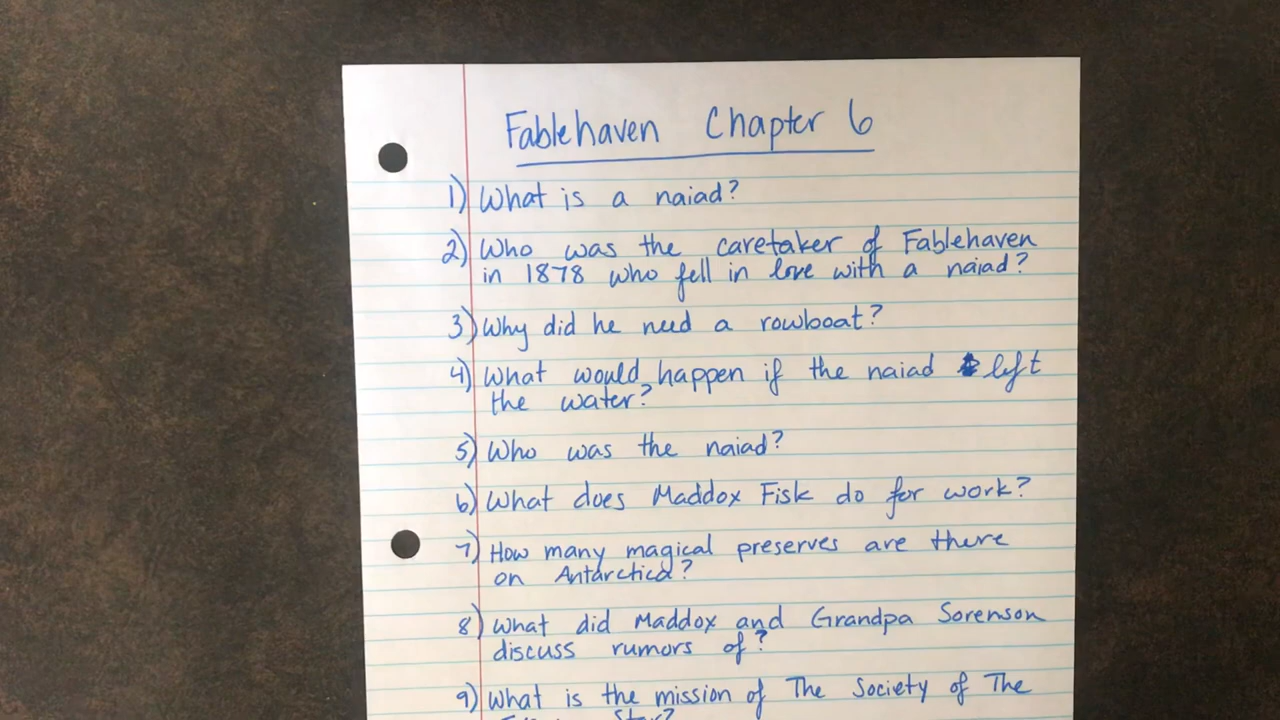 Fablehaven Chapter 6
1) What is a naiad?
2) Who was the caretaker of Fablehaven
in 1878 who fell in love with a naiad?
3) Why did he need a rowboat?
4) What would happen if the naiad left
the water?
5) Who was the naiad?
6) What does Maddox Fisk do for work?
7) How many magical preserves are there
on Antarctica?
8) What did Maddox and Grandpa Sorenson
discuss rumors of?
9) What is the mission of The Society of The